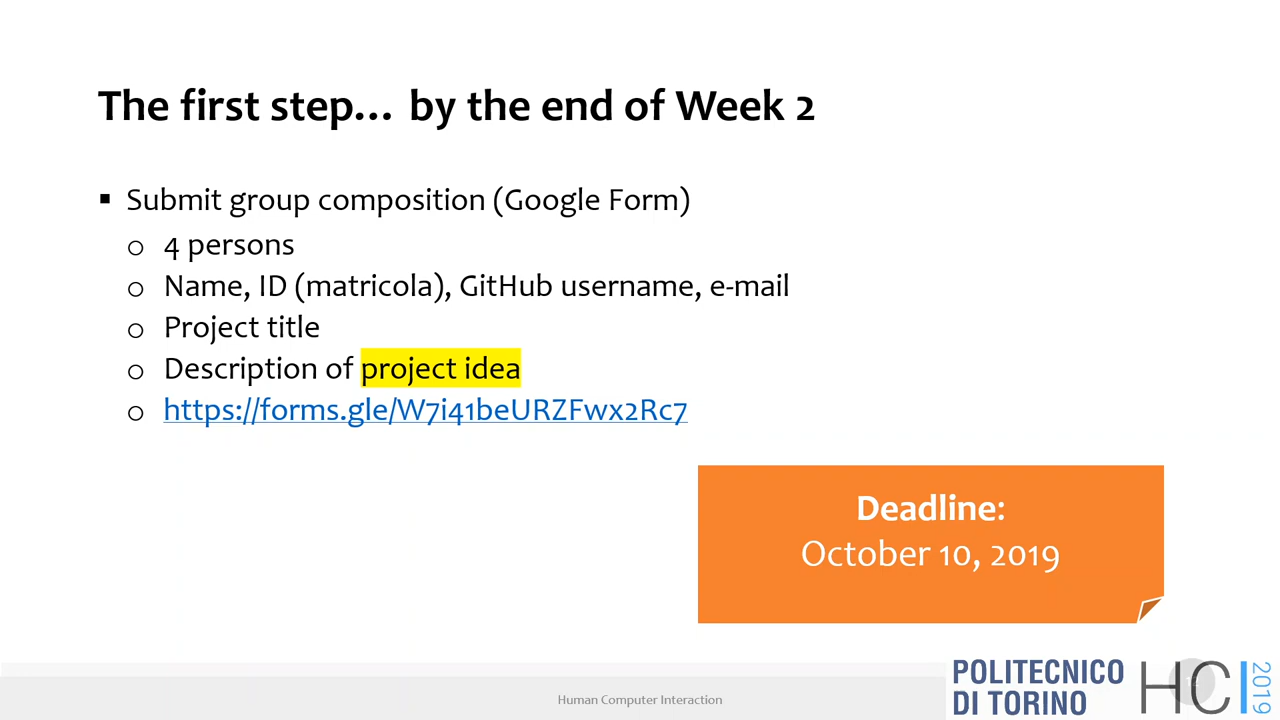 The first step... by the end of Week 2
▪ Submit group composition (Google Form)
o 4 persons
o Name, ID (matricola), GitHub username, e-mail
o Project title
o Description of project idea
o https://forms.gle/W7i41beURZFwx2Rc7
Deadline:
October 10, 2019
Human Computer Interaction
POLITECNICO
DI TORINO
HCI
2019